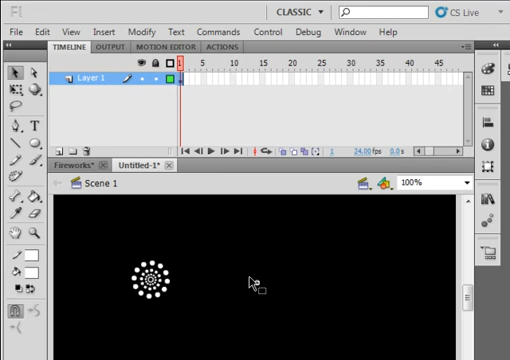 Fl
CLASSIC
CS Live
File Edit View Insert Modify Text Commands Control Debug Window Help
TIMELINE OUTPUT MOTION EDITOR ACTIONS
1 5 10 15 20 25 30 35 40 45
Layer 1
1 24.00 fps 0.0 s
Fireworks* Untitled-1*
Scene 1 100%
T